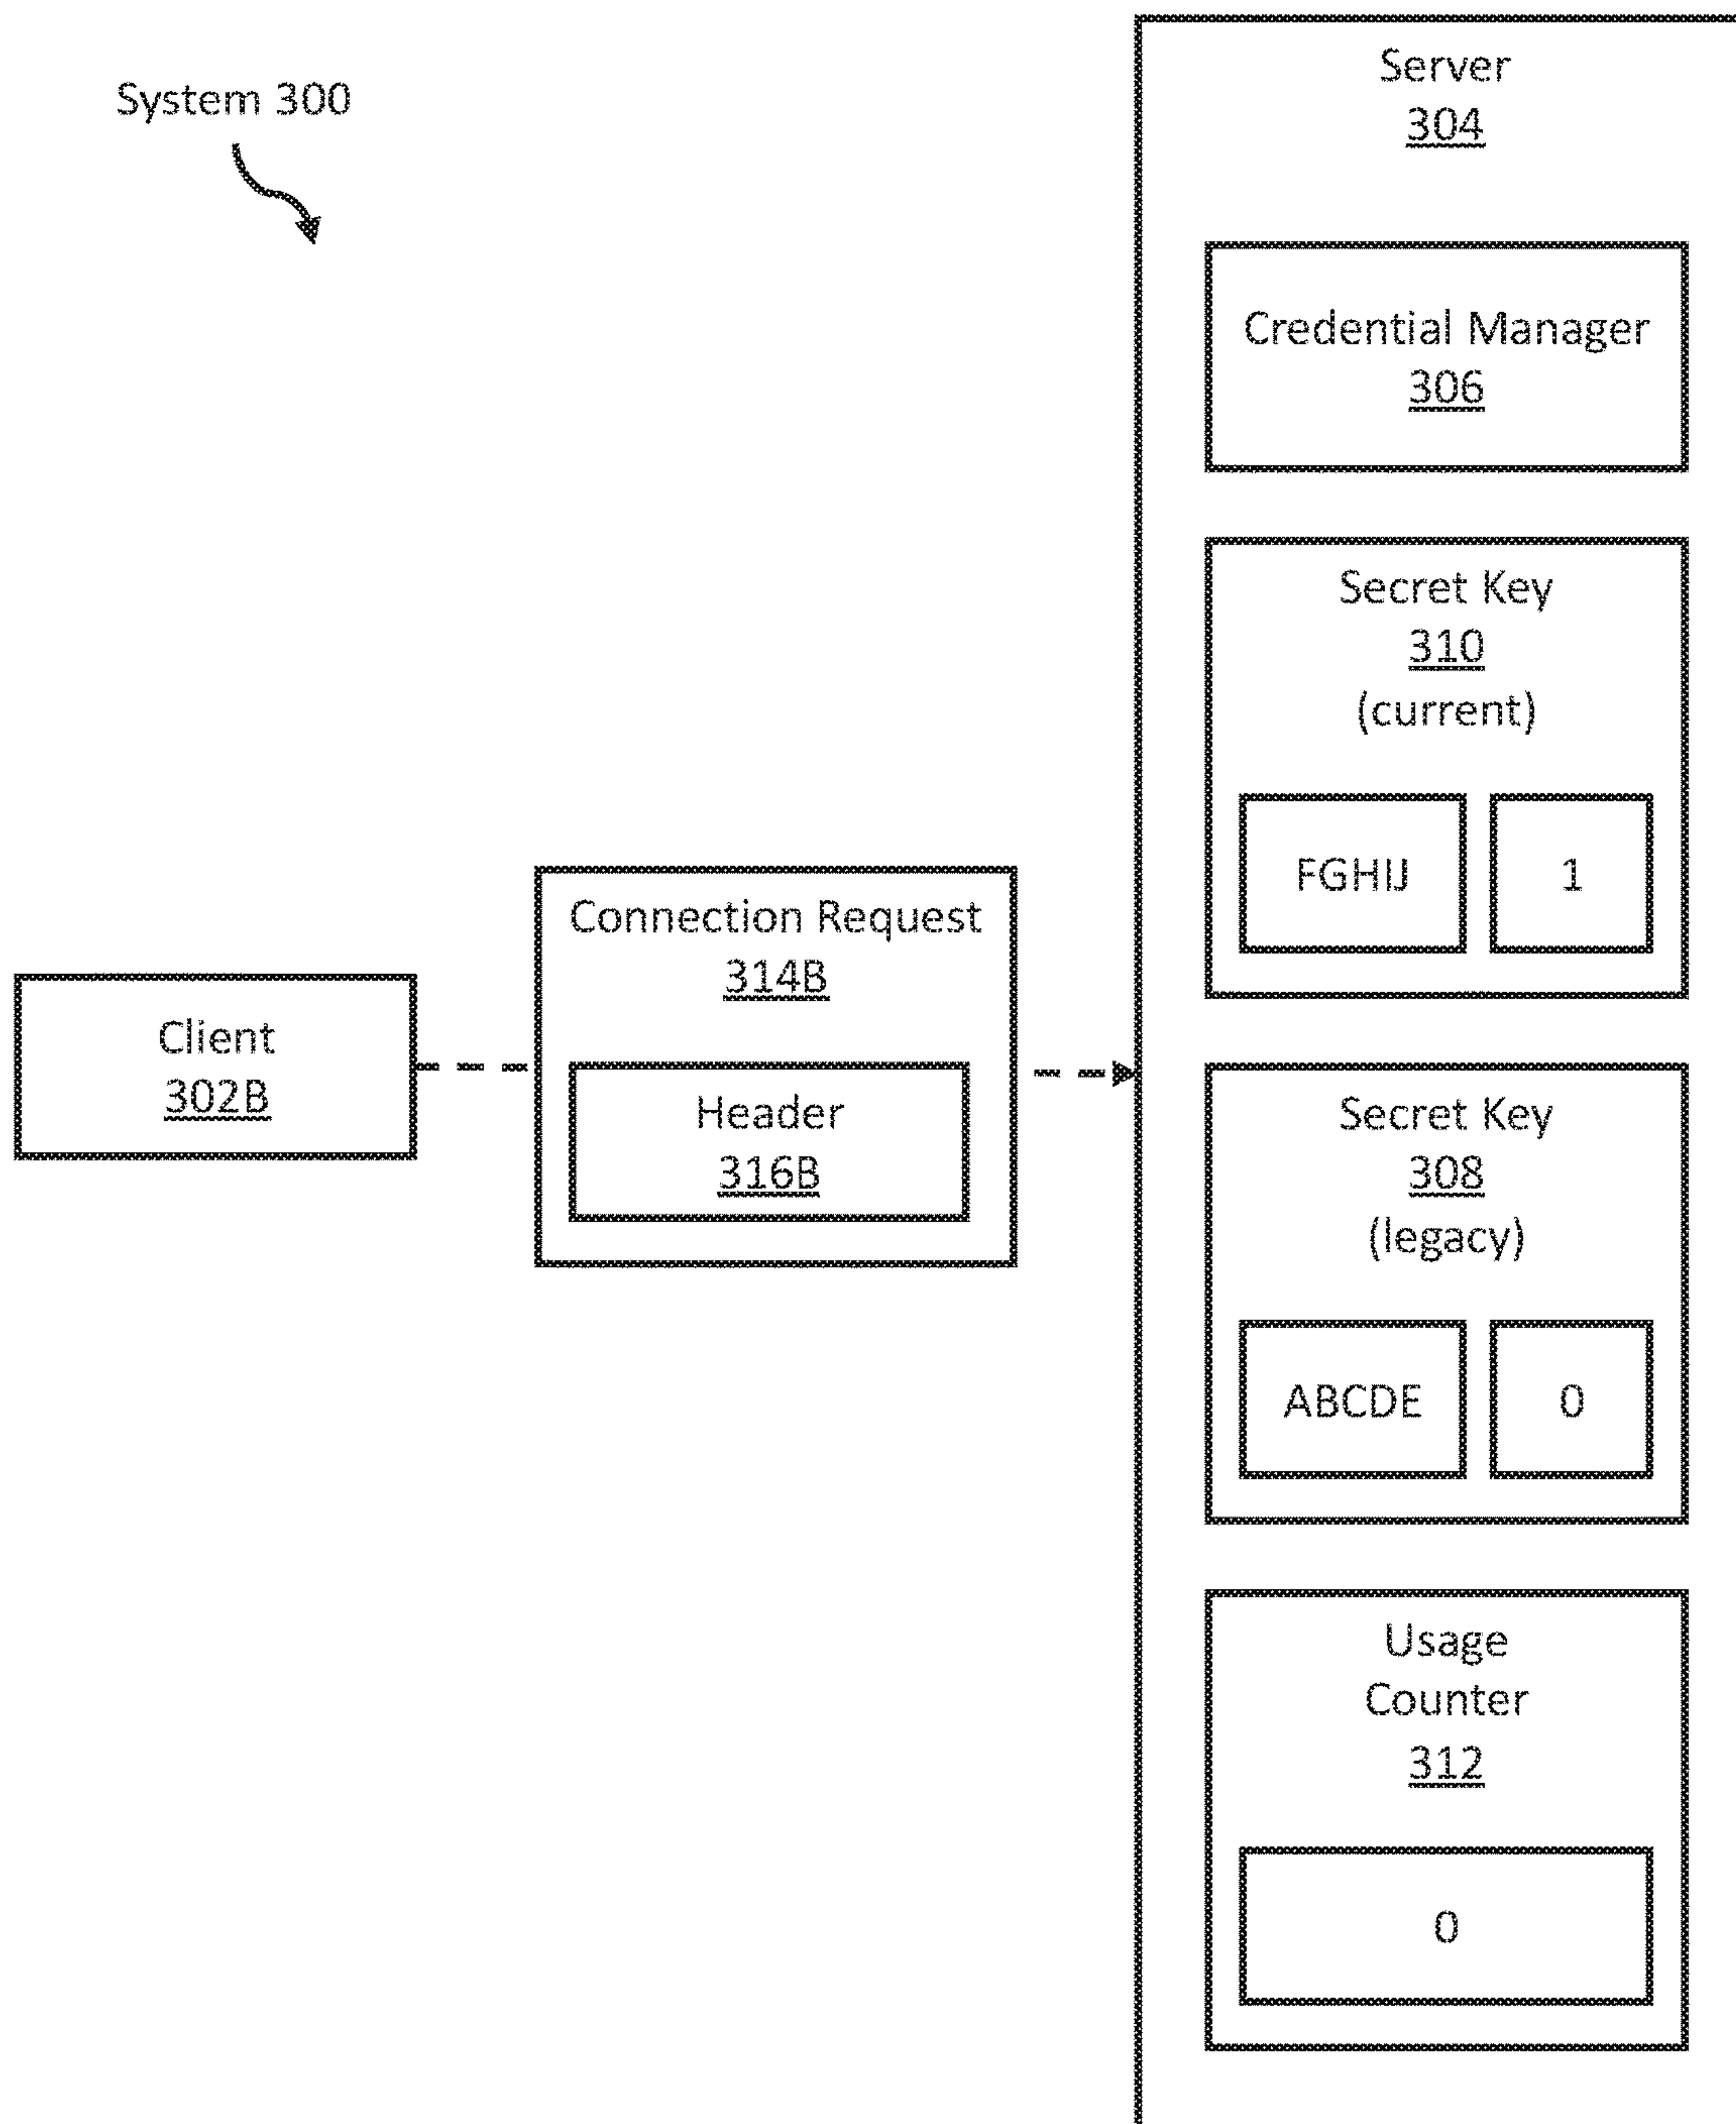 System 300
Server
304
Credential Manager
306
Secret Key
310
(current)
FGHIJ
1
Connection Request
314B
Header
316B
Client
302B
Secret Key
308
(legacy)
ABCDE
0
Usage
Counter
312
0